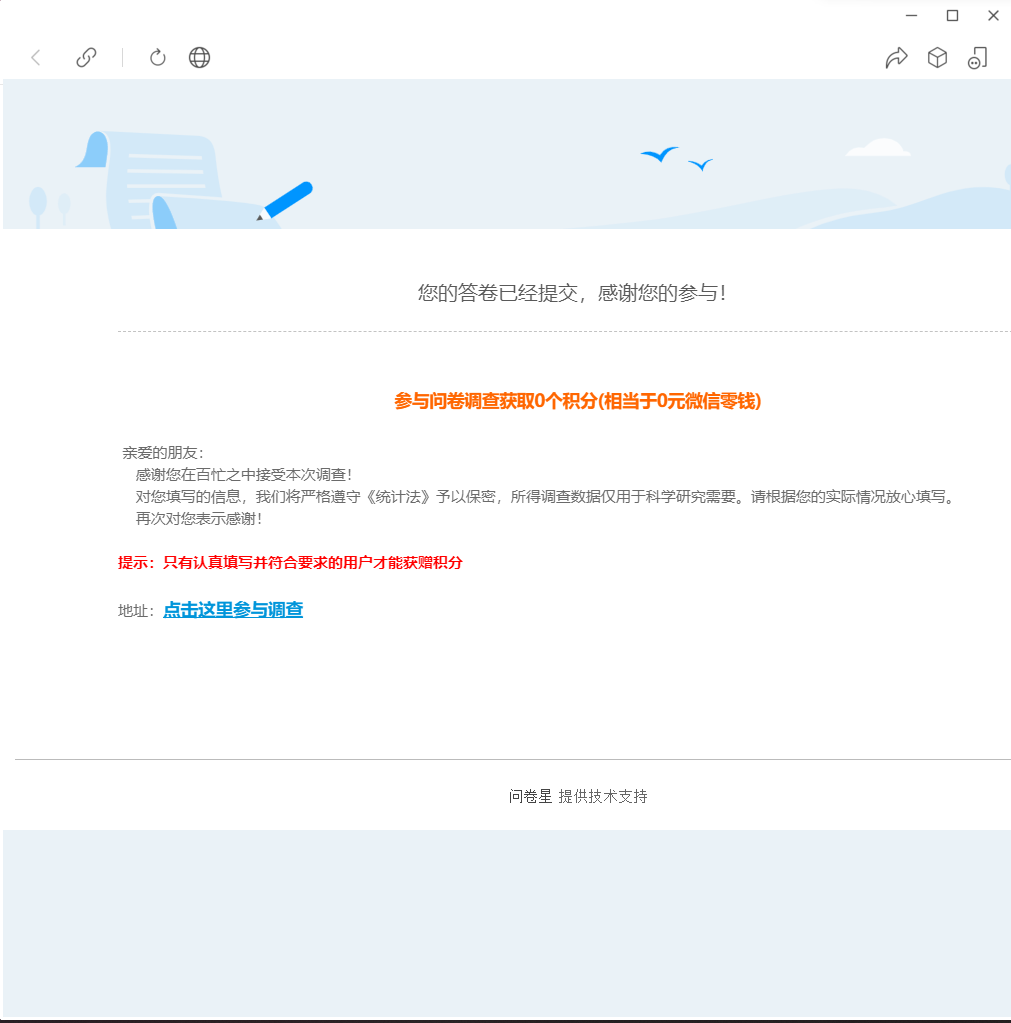 您的答卷已经提交，感谢您的参与！
参与问卷调查获取0个积分(相当于0元微信零钱)
亲爱的朋友：
感谢您在百忙之中接受本次调查！
对您填写的信息，我们将严格遵守《统计法》予以保密，所得调查数据仅用于科学研究需要。请根据您的实际情况放心填写。
再次对您表示感谢！
提示：只有认真填写并符合要求的用户才能获赠积分
地址：点击这里参与调查
问卷星 提供技术支持